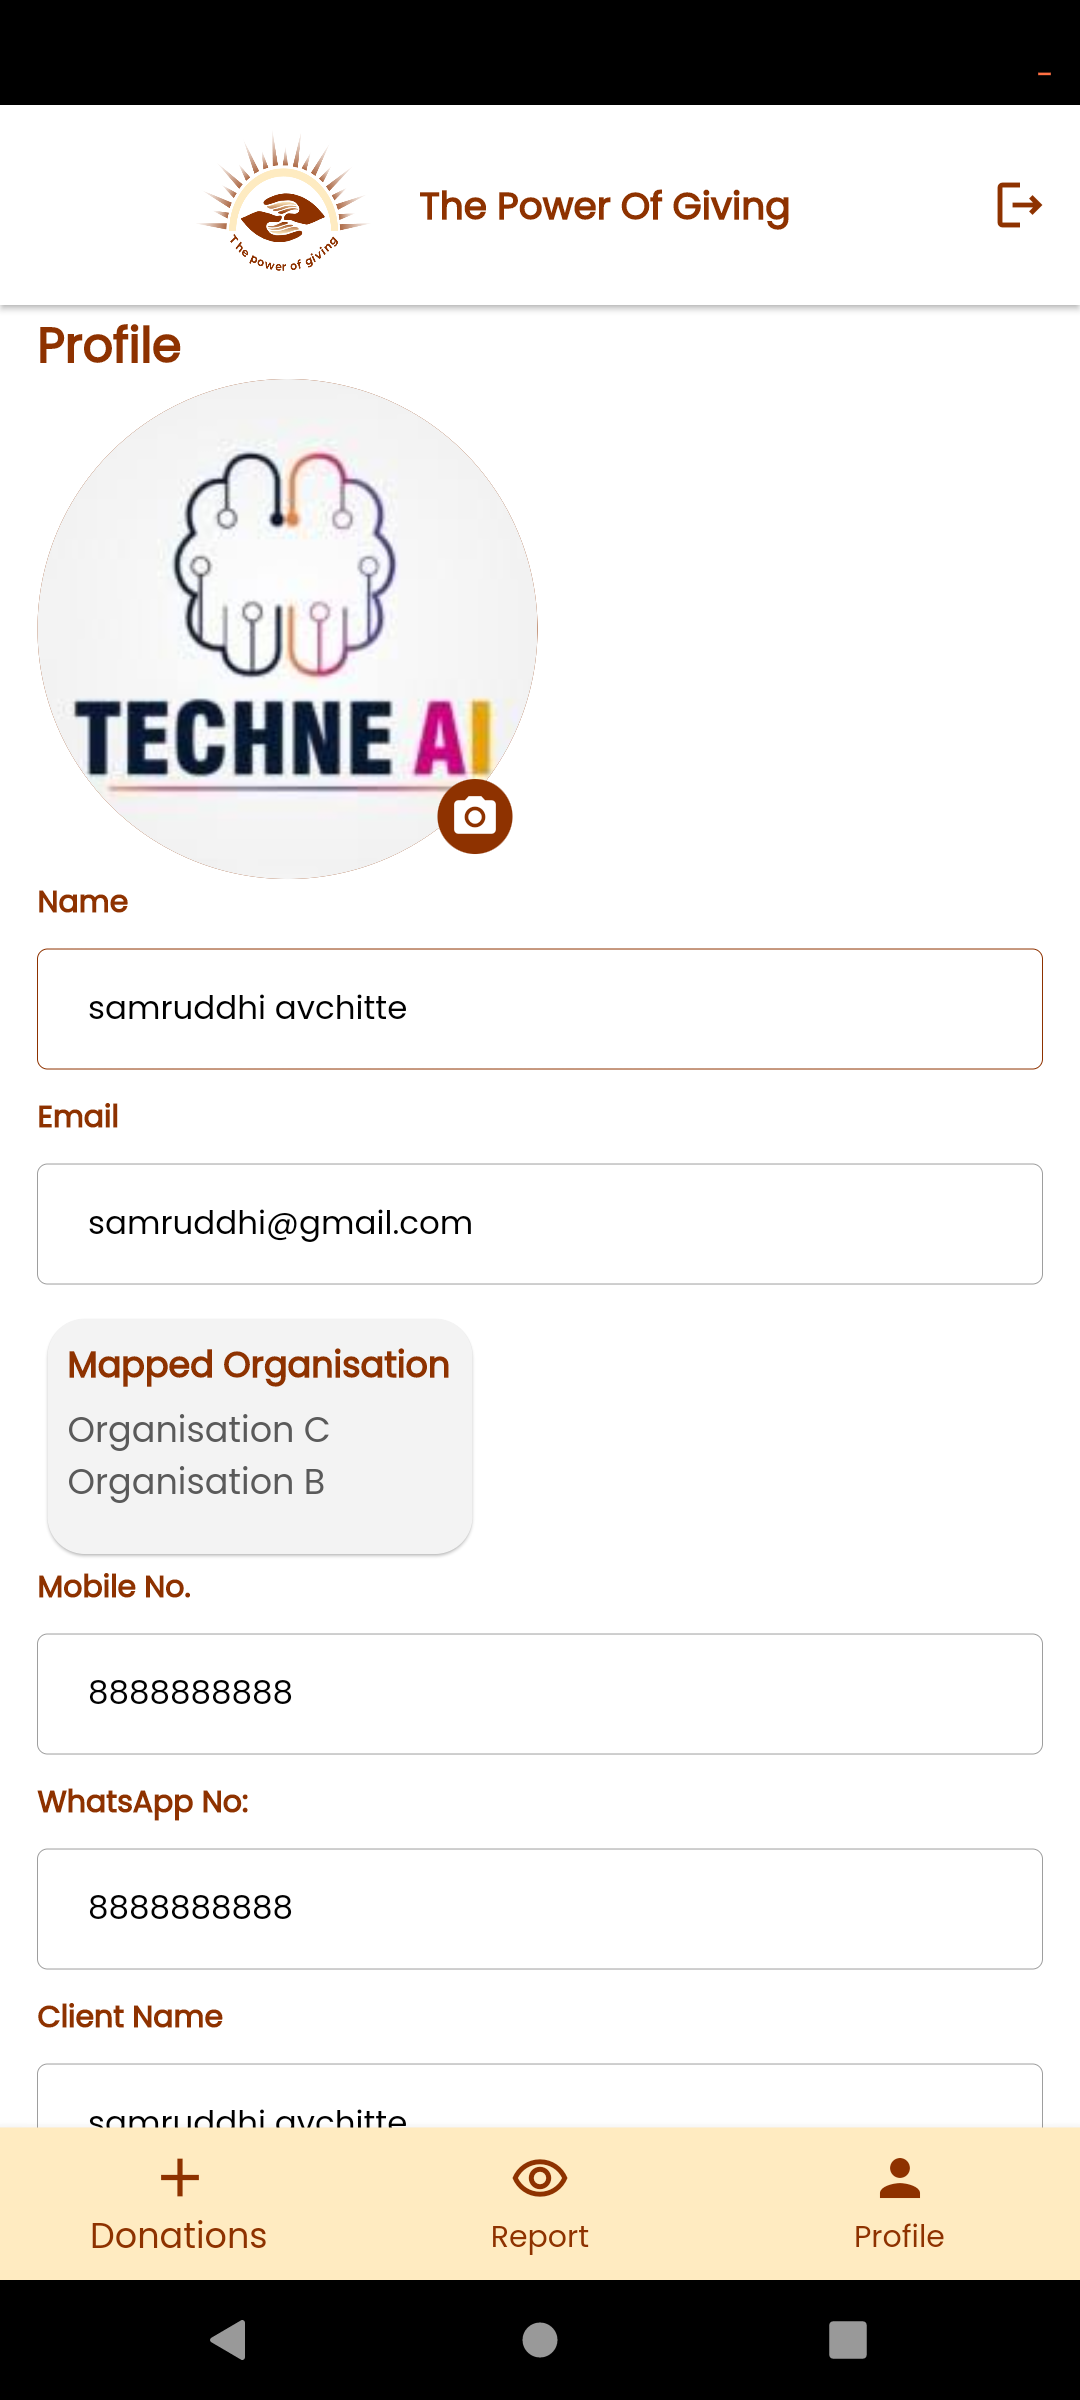 The power of giving
The Power Of Giving
Profile
TECHNE AI
Name
samruddhi avchitte
Email
samruddhi@gmail.com
Mapped Organisation
Organisation C
Organisation B
Mobile No.
8888888888
WhatsApp No:
8888888888
Client Name
samruddhi avchitte
Donations
Report
Profile